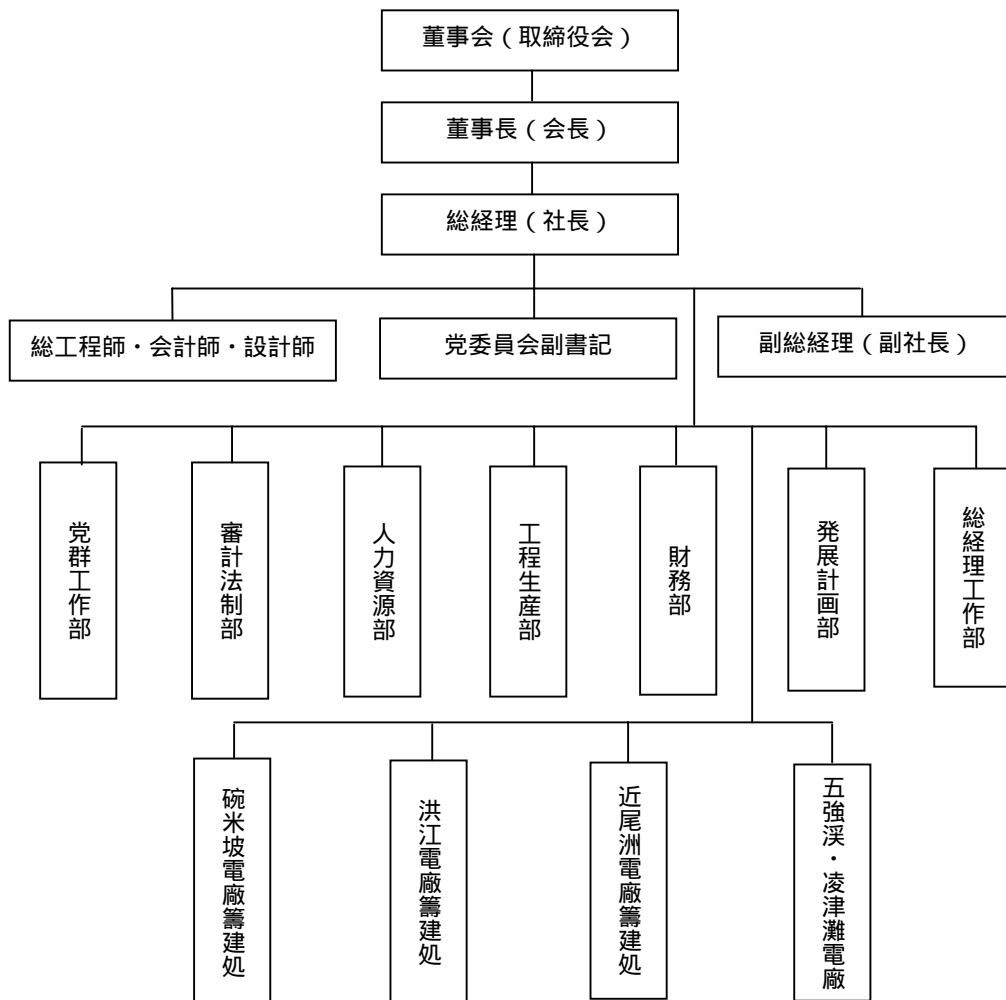 董事会（取締役会）
董事長（会長）
総経理（社長）
総工程師・会計師・設計師
党委員会副書記
副総経理（副社長）
党群工作部
審計法制部
人力資源部
工程生産部
財務部
発展計画部
総経理工作部
碗米坡電廠籌建処
洪江電廠籌建処
近尾洲電廠籌建処
五強渓・凌津灘電廠